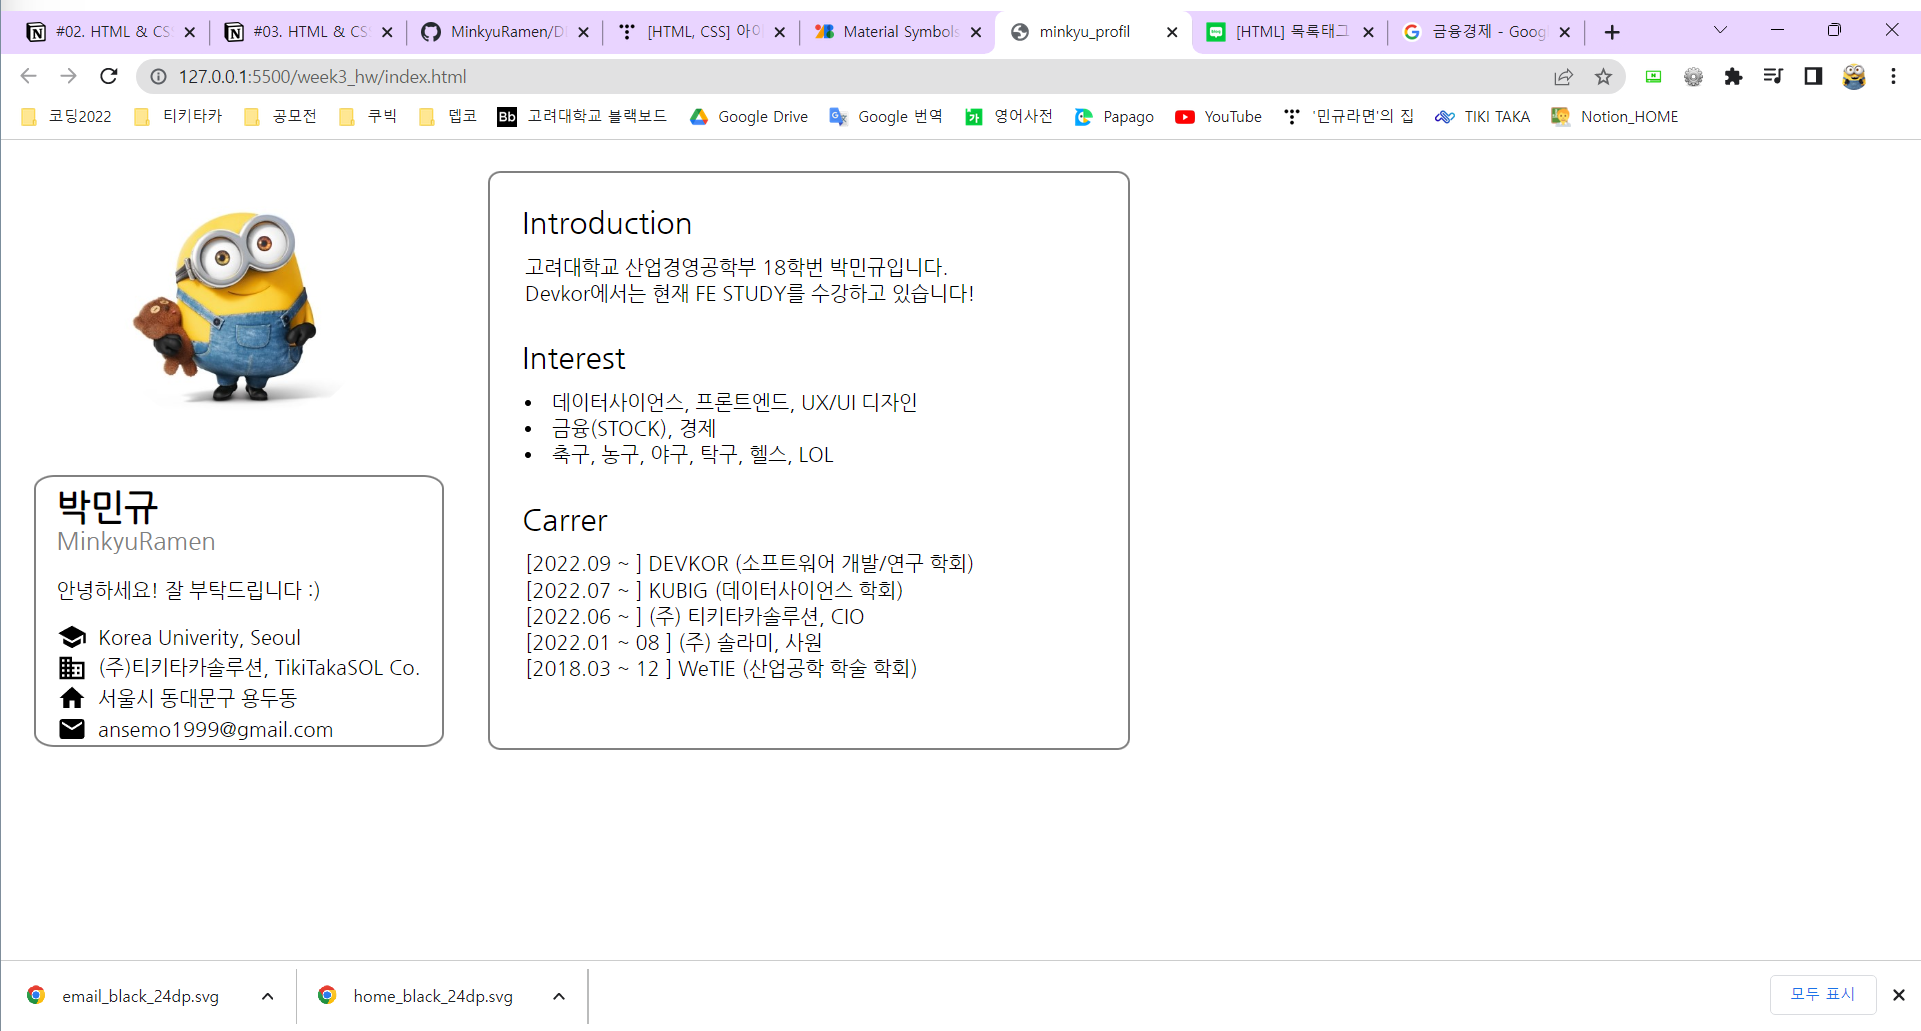 #02. HTML & CS
#03. HTML & CS
MinkyuRamen/D
[HTML, CSS] 아이
Material Symbols
minkyu_profil
[HTML] 목록태그
금융경제 - Goog
127.0.0.1:5500/week3_hw/index.html
코딩2022
티키타카
공모전
쿠빅
뎁코
Bb 고려대학교 블랙보드
Google Drive
Google 번역
영어사전
Papago
YouTube
'민규라면'의 집
TIKI TAKA
Notion_HOME
박민규
MinkyuRamen
안녕하세요! 잘 부탁드립니다 :)
Korea Univerity, Seoul
(주)티키타카솔루션, TikiTakaSOL Co.
서울시 동대문구 용두동
ansemo1999@gmail.com
Introduction
고려대학교 산업경영공학부 18학번 박민규입니다.
Devkor에서는 현재 FE STUDY를 수강하고 있습니다!
Interest
• 데이터사이언스, 프론트엔드, UX/UI 디자인
• 금융(STOCK), 경제
• 축구, 농구, 야구, 탁구, 헬스, LOL
Carrer
[2022.09 ~ ] DEVKOR (소프트워어 개발/연구 학회)
[2022.07 ~ ] KUBIG (데이터사이언스 학회)
[2022.06 ~ ] (주) 티키타카솔루션, CIO
[2022.01 ~ 08 ] (주) 솔라미, 사원
[2018.03 ~ 12 ] WeTIE (산업공학 학술 학회)
email_black_24dp.svg
home_black_24dp.svg
모두 표시